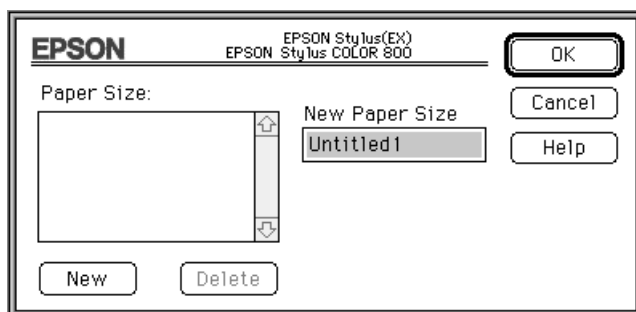 EPSON
EPSON Stylus(EX)
EPSON Stylus COLOR 800
OK
Paper Size:
Cancel
New Paper Size
Untitled1
Help
New
Delete